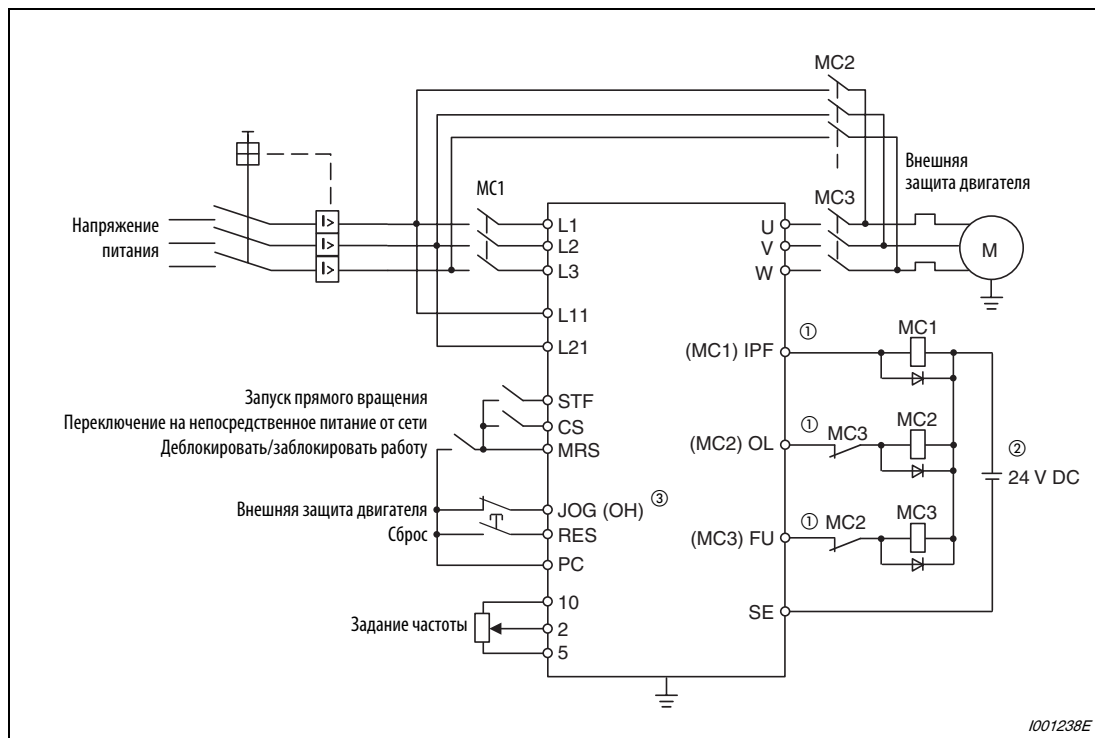 MC2
Внешняя
защита двигателя
MC1
MC3
Напряжение
питания
I>
I>
I>
L1
L2
L3
L11
L21
U
V
W
M
(MC1) IPF
①
MC1
Запуск прямого вращения
STF
Переключение на непосредственное питание от сети
CS
Деблокировать/заблокировать работу
MRS
(MC2) OL
①
MC3
MC2
②
24 V DC
Внешняя защита двигателя
JOG (OH)
③
Сброс
RES
PC
(MC3) FU
①
MC2
MC3
SE
Задание частоты
10
2
5
I001238E